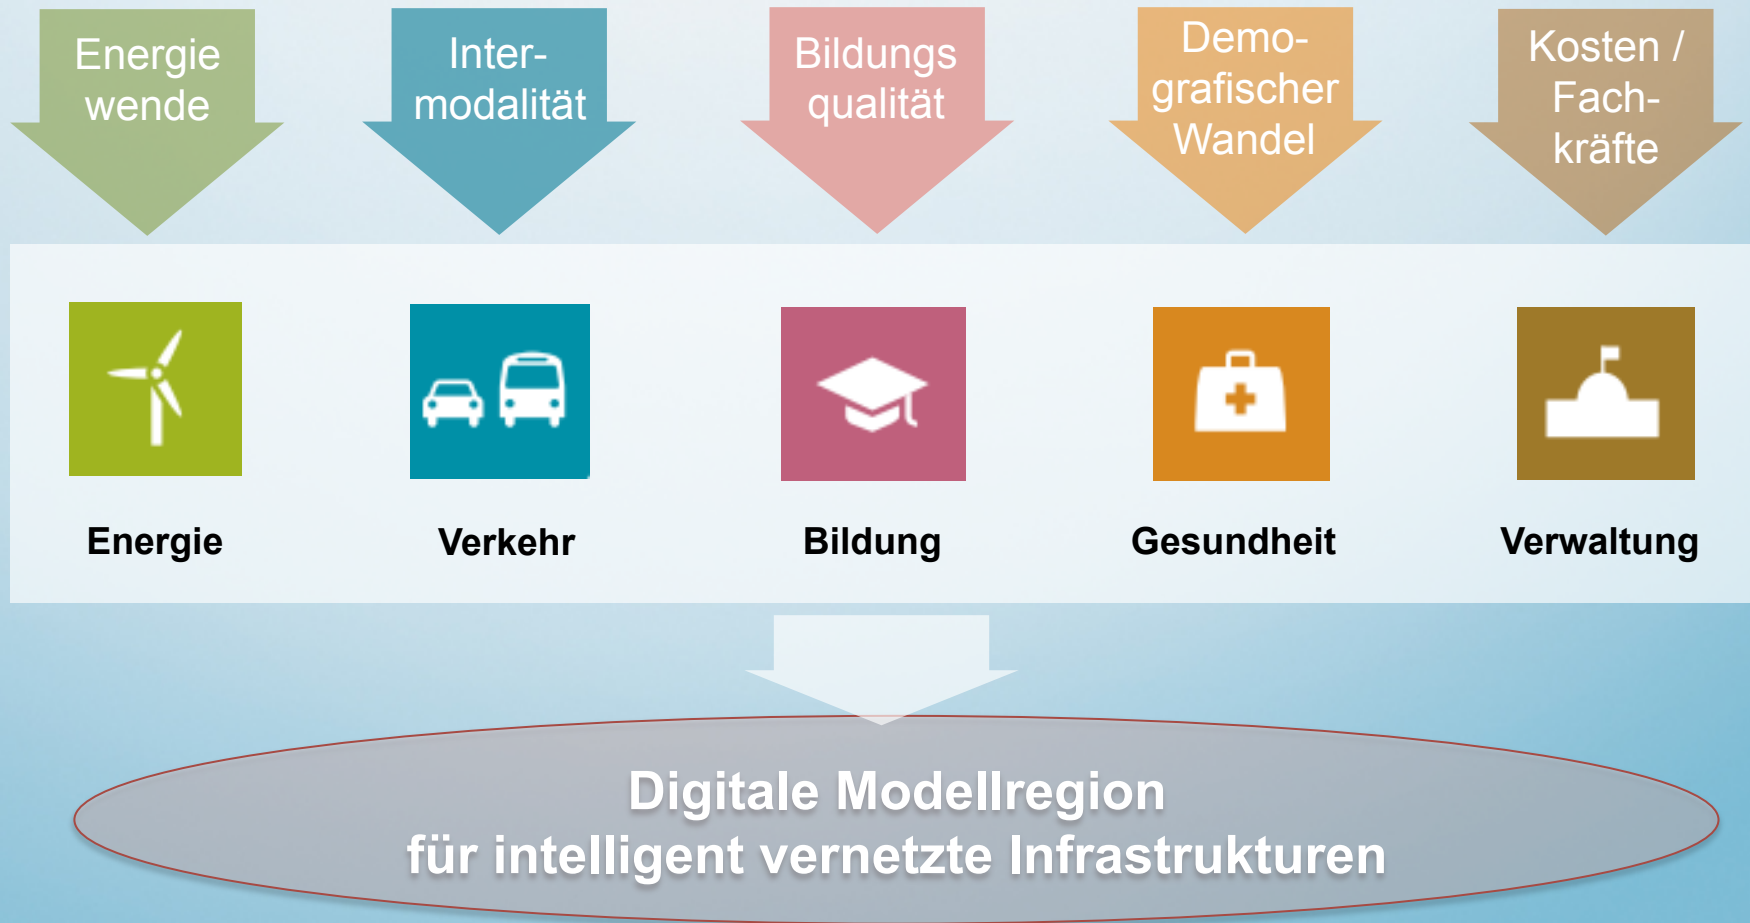 Energie
wende
Inter-
modalität
Bildungs
qualität
Demo-
grafischer
Wandel
Kosten /
Fach-
kräfte
Energie
Verkehr
Bildung
Gesundheit
Verwaltung
Digitale Modellregion
für intelligent vernetzte Infrastrukturen